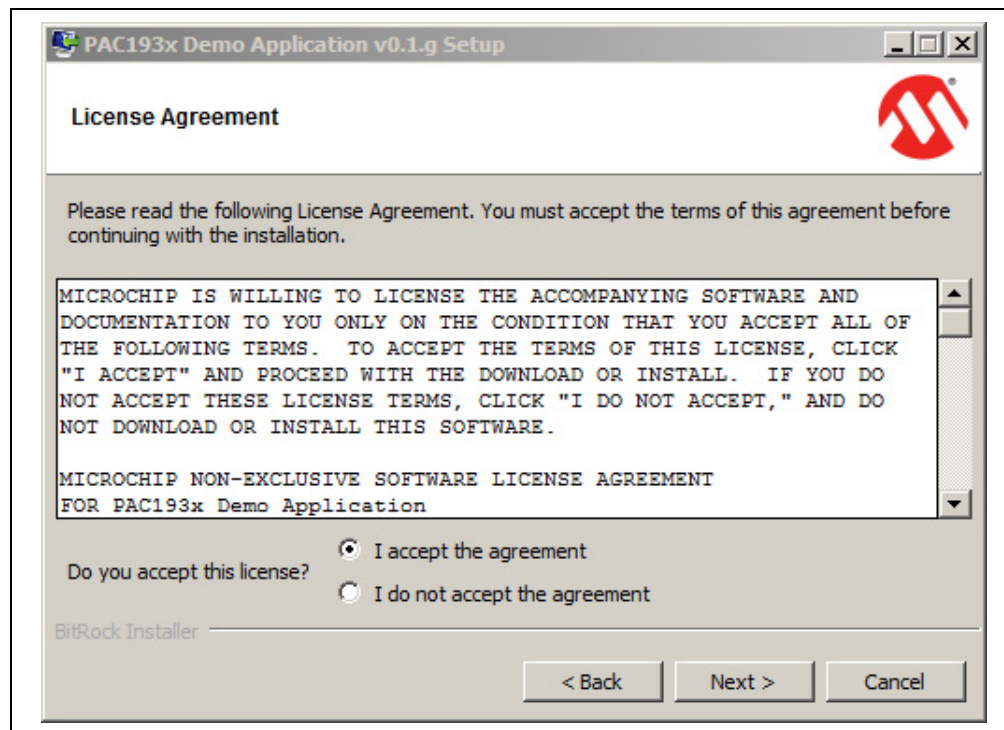 PAC193x Demo Application v0.1.g Setup
License Agreement
Please read the following License Agreement. You must accept the terms of this agreement before
continuing with the installation.
MICROCHIP IS WILLING TO LICENSE THE ACCOMPANYING SOFTWARE AND
DOCUMENTATION TO YOU ONLY ON THE CONDITION THAT YOU ACCEPT ALL OF
THE FOLLOWING TERMS.  TO ACCEPT THE TERMS OF THIS LICENSE, CLICK
"I ACCEPT" AND PROCEED WITH THE DOWNLOAD OR INSTALL.  IF YOU DO
NOT ACCEPT THESE LICENSE TERMS, CLICK "I DO NOT ACCEPT," AND DO
NOT DOWNLOAD OR INSTALL THIS SOFTWARE.
MICROCHIP NON-EXCLUSIVE SOFTWARE LICENSE AGREEMENT
FOR PAC193x Demo Application
Do you accept this license?
I accept the agreement
I do not accept the agreement
BitRock Installer
< Back
Next >
Cancel